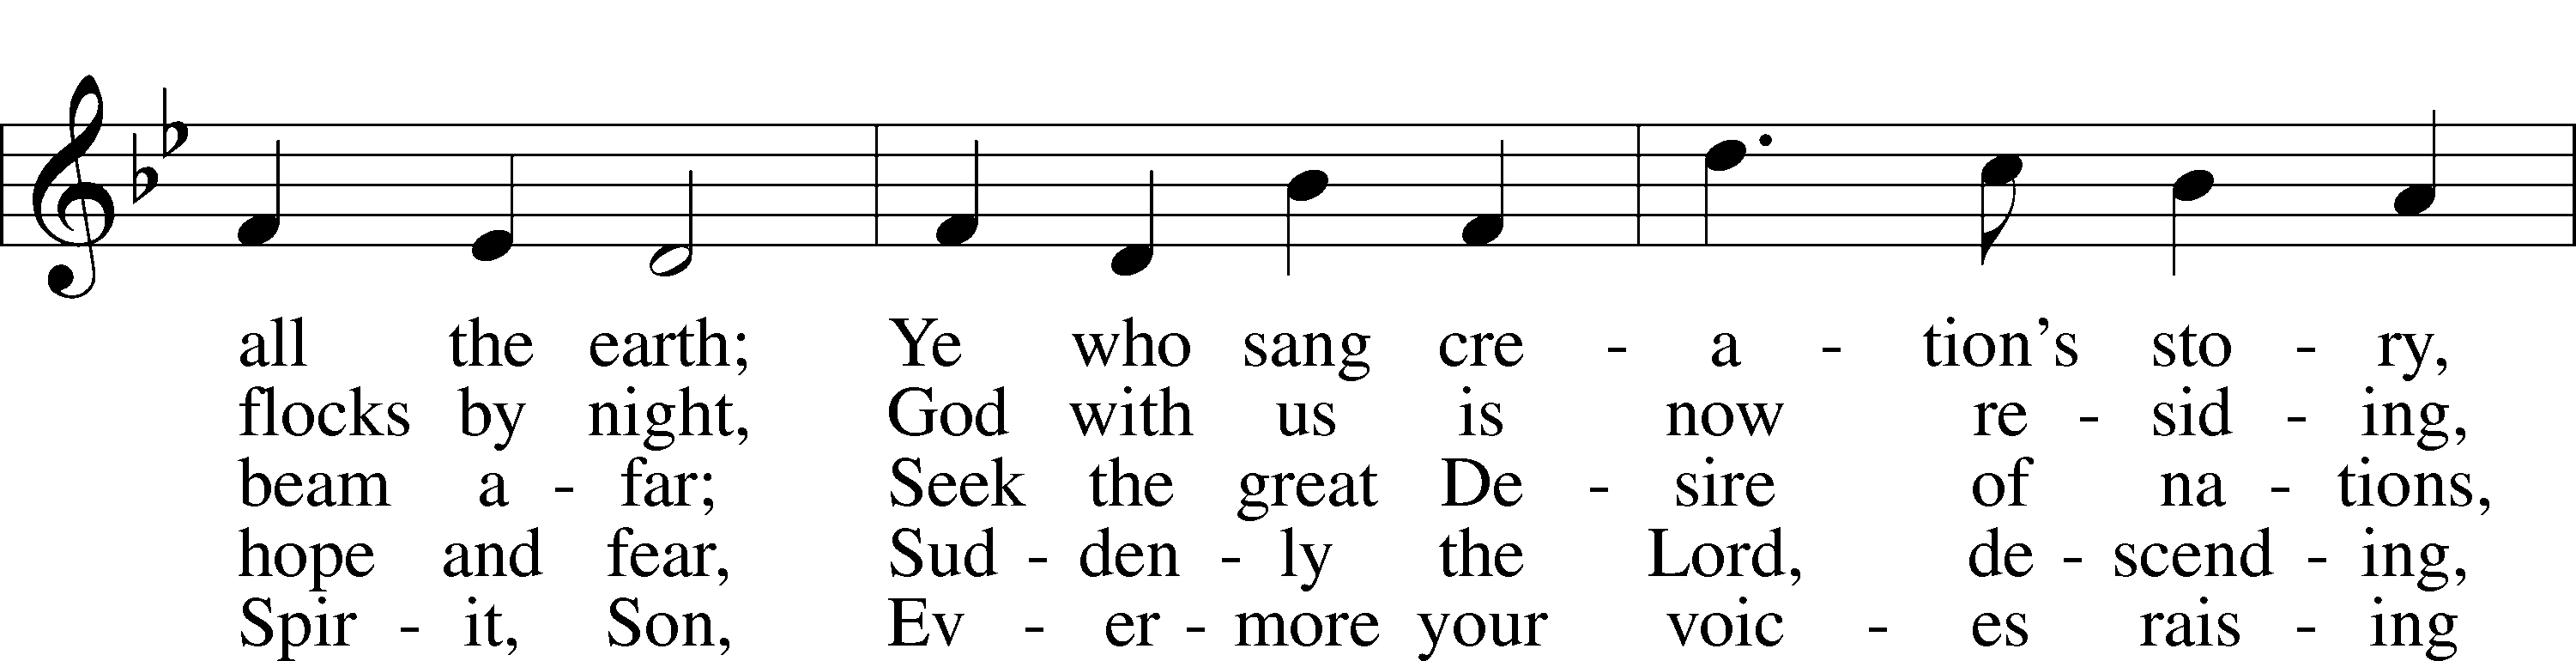 all the earth; Ye who sang cre - a - tion's sto - ry,
flocks by night, God with us is now re - sid - ing,
beam a - far; Seek the great De - sire of na - tions,
hope and fear, Sud - den - ly the Lord, de - scend - ing,
Spir - it, Son, Ev - er - more your voic - es rais - ing